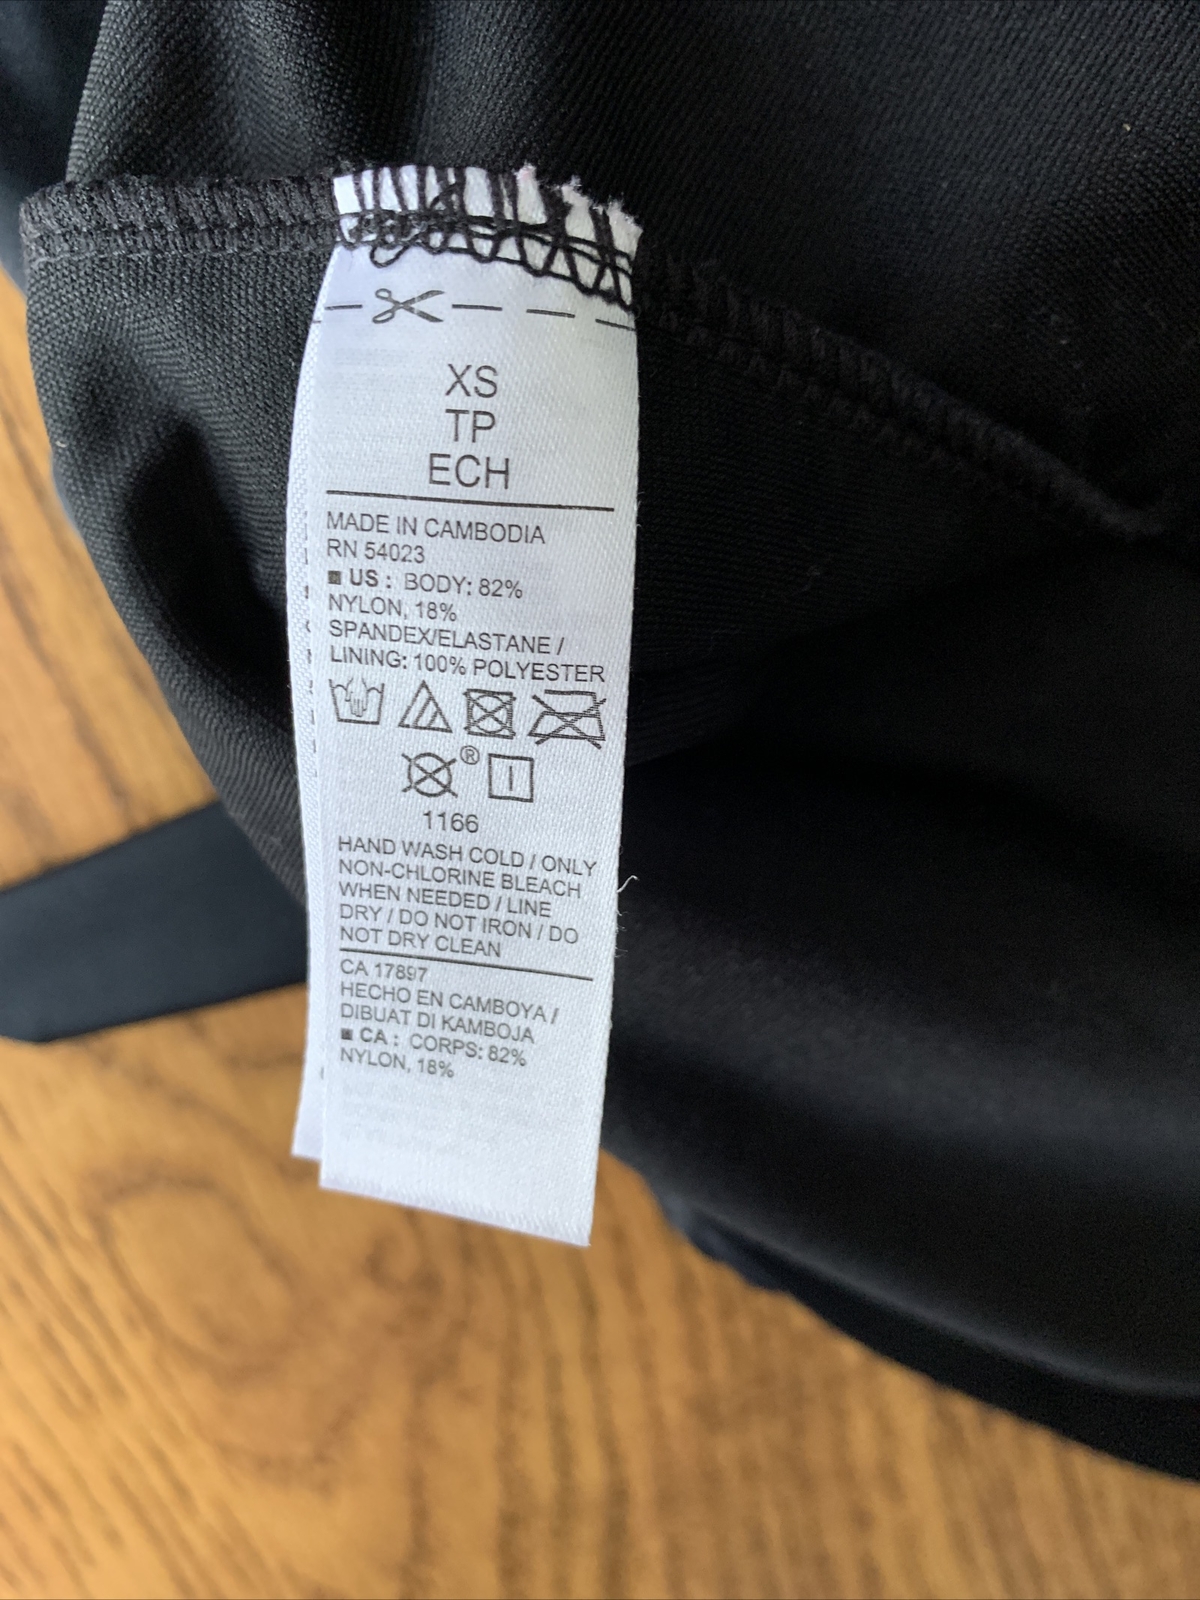 XS
TP
ECH
MADE IN CAMBODIA
RN 54023
■ US : BODY: 82%
NYLON, 18%
SPANDEX/ELASTANE /
LINING: 100% POLYESTER
®
1166
HAND WASH COLD / ONLY
NON-CHLORINE BLEACH
WHEN NEEDED / LINE
DRY / DO NOT IRON / DO
NOT DRY CLEAN
CA 17897
HECHO EN CAMBOYA /
DIBUAT DI KAMBOJA
■ CA : CORPS: 82%
NYLON, 18%